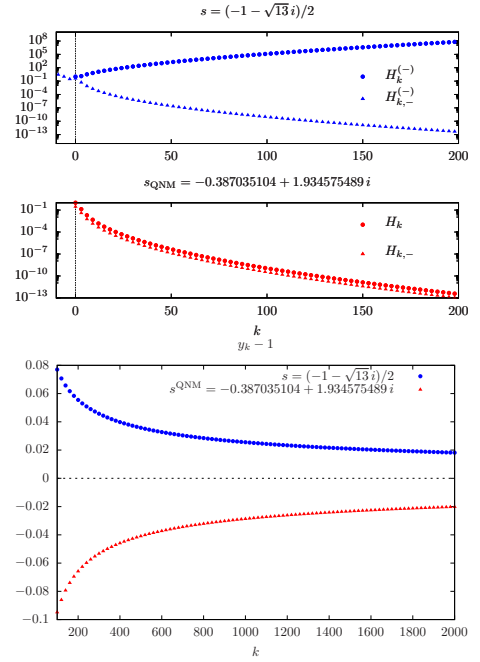 s = (−1 − √13 i)/2
10^8
10^5
10^2
10^−1
10^−4
10^−7
10^−10
10^−13
H_k^(−)
H_{k,−}^(−)
0 50 100 150 200
s_QNM = −0.387035104 + 1.934575489 i
10^−1
10^−4
10^−7
10^−10
10^−13
H_k
H_{k,−}
0 50 100 150 200
k
y_k − 1
0.08
0.06
0.04
0.02
0
−0.02
−0.04
−0.06
−0.08
−0.1
s = (−1 − √13 i)/2
s^QNM = −0.387035104 + 1.934575489 i
200 400 600 800 1000 1200 1400 1600 1800 2000
k